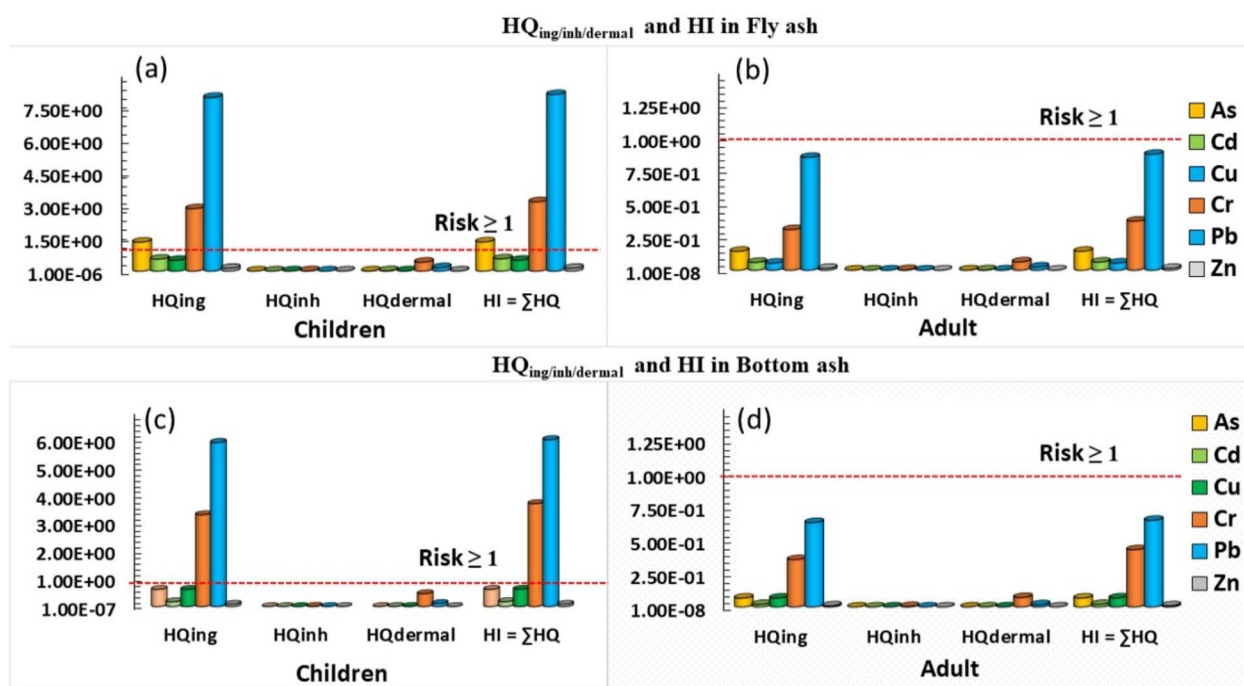 HQing/inh/dermal and HI in Fly ash
(a)
7.50E+00
6.00E+00
4.50E+00
3.00E+00
1.50E+00
1.00E-06
Risk ≥ 1
HQing HQinh HQdermal HI = ∑HQ
Children
(b)
1.25E+00
1.00E+00
7.50E-01
5.00E-01
2.50E-01
1.00E-08
Risk ≥ 1
HQing HQinh HQdermal HI = ∑HQ
Adult
As
Cd
Cu
Cr
Pb
Zn
HQing/inh/dermal and HI in Bottom ash
(c)
6.00E+00
5.00E+00
4.00E+00
3.00E+00
2.00E+00
1.00E+00
1.00E-07
Risk ≥ 1
HQing HQinh HQdermal HI = ∑HQ
Children
(d)
1.25E+00
1.00E+00
7.50E-01
5.00E-01
2.50E-01
1.00E-08
Risk ≥ 1
HQing HQinh HQdermal HI = ∑HQ
Adult
As
Cd
Cu
Cr
Pb
Zn